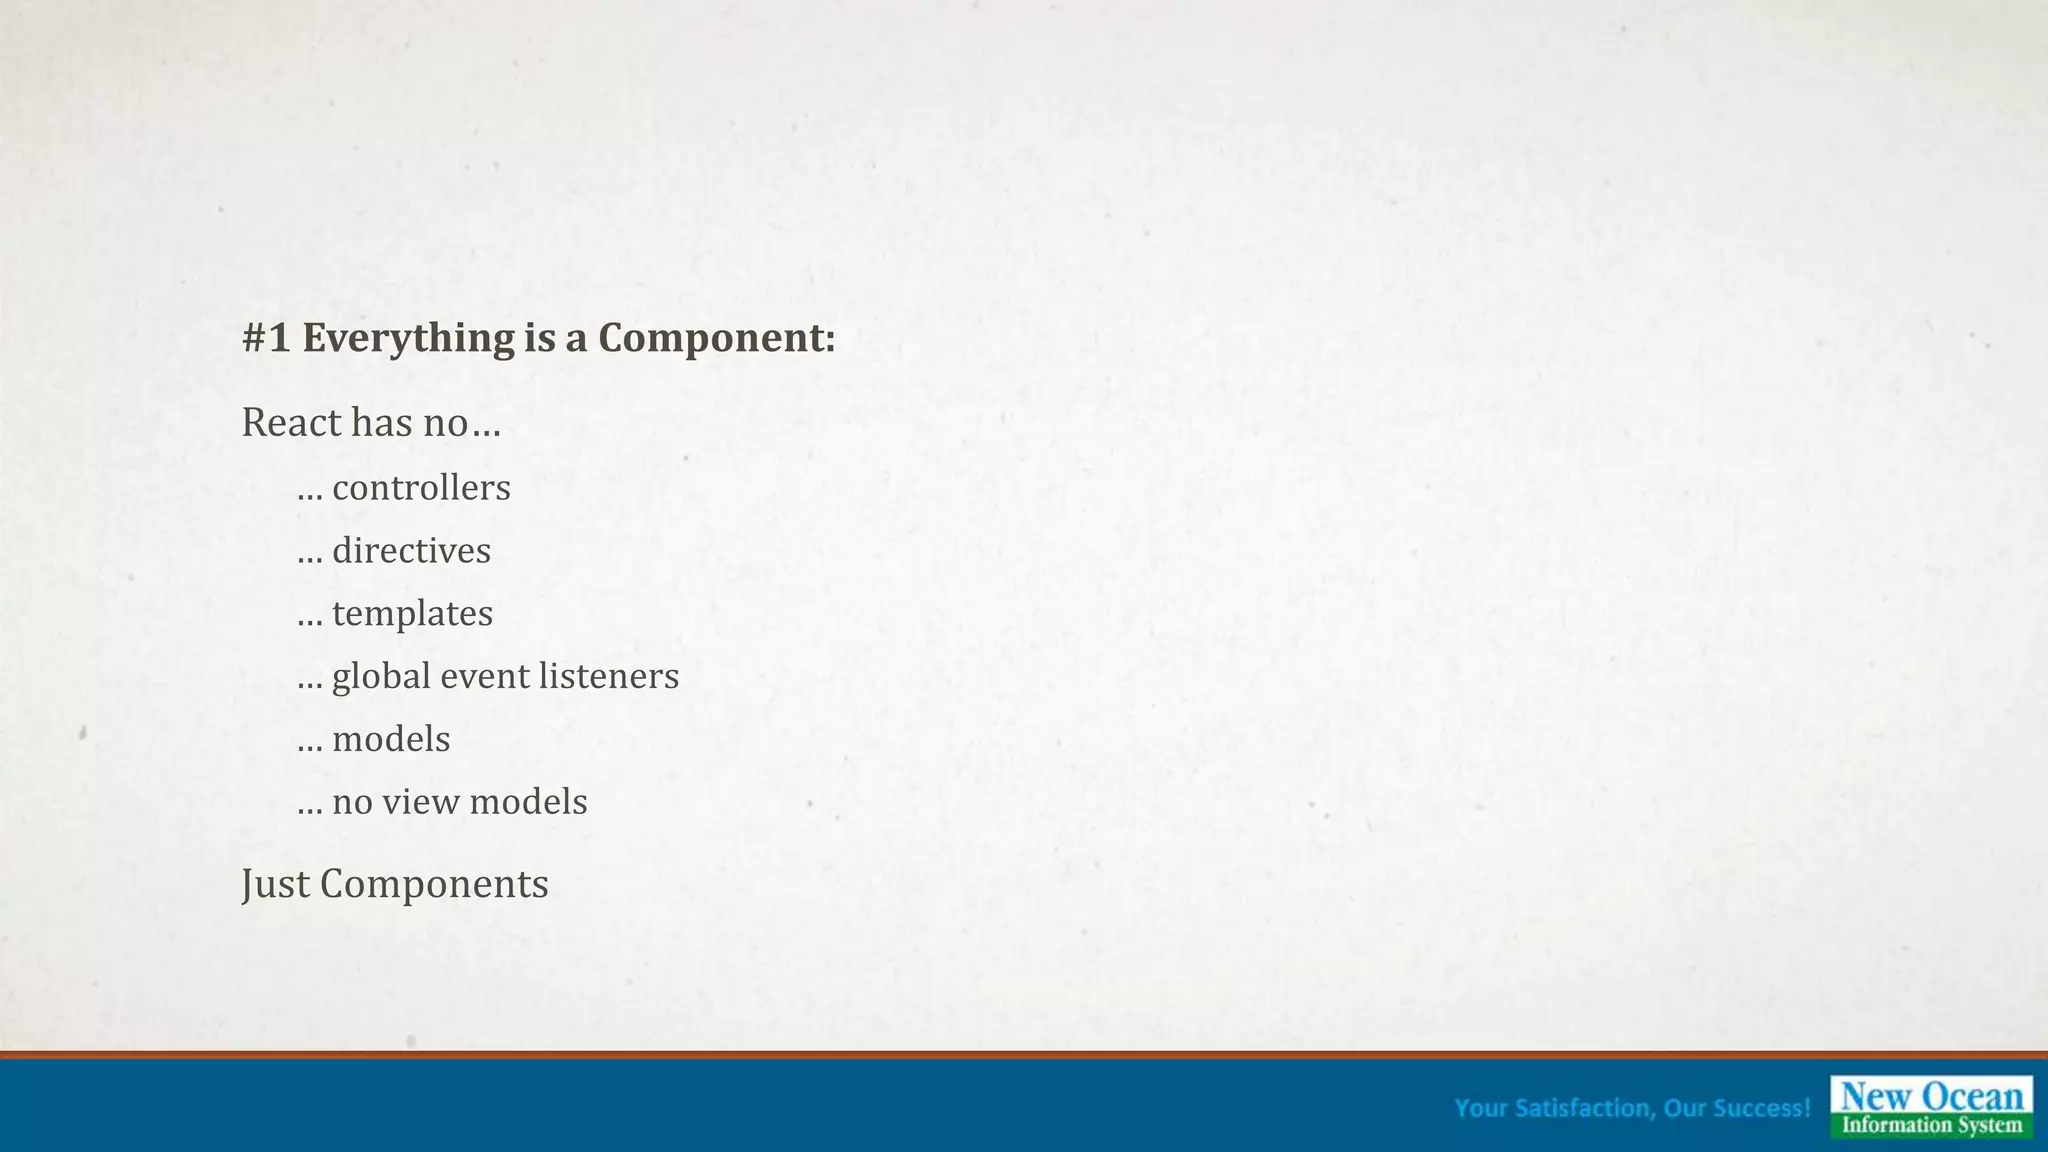 #1 Everything is a Component:
React has no…
… controllers
… directives
… templates
… global event listeners
… models
… no view models
Just Components
Your Satisfaction, Our Success!
New Ocean
Information System